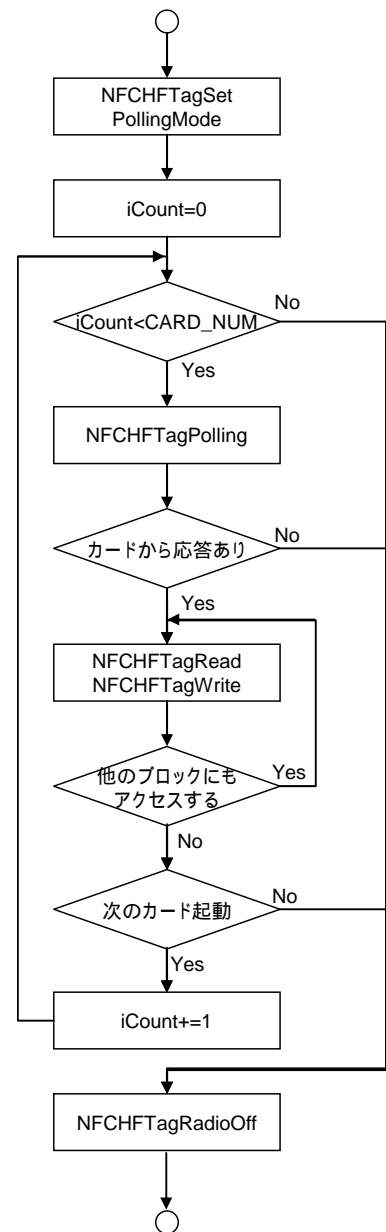 NFCHFTagSet
PollingMode
iCount=0
iCount<CARD_NUM
No
Yes
NFCHFTagPolling
カードから応答あり
No
Yes
NFCHFTagRead
NFCHFTagWrite
他のブロックにも
アクセスする
Yes
No
次のカード起動
No
Yes
iCount+=1
NFCHFTagRadioOff